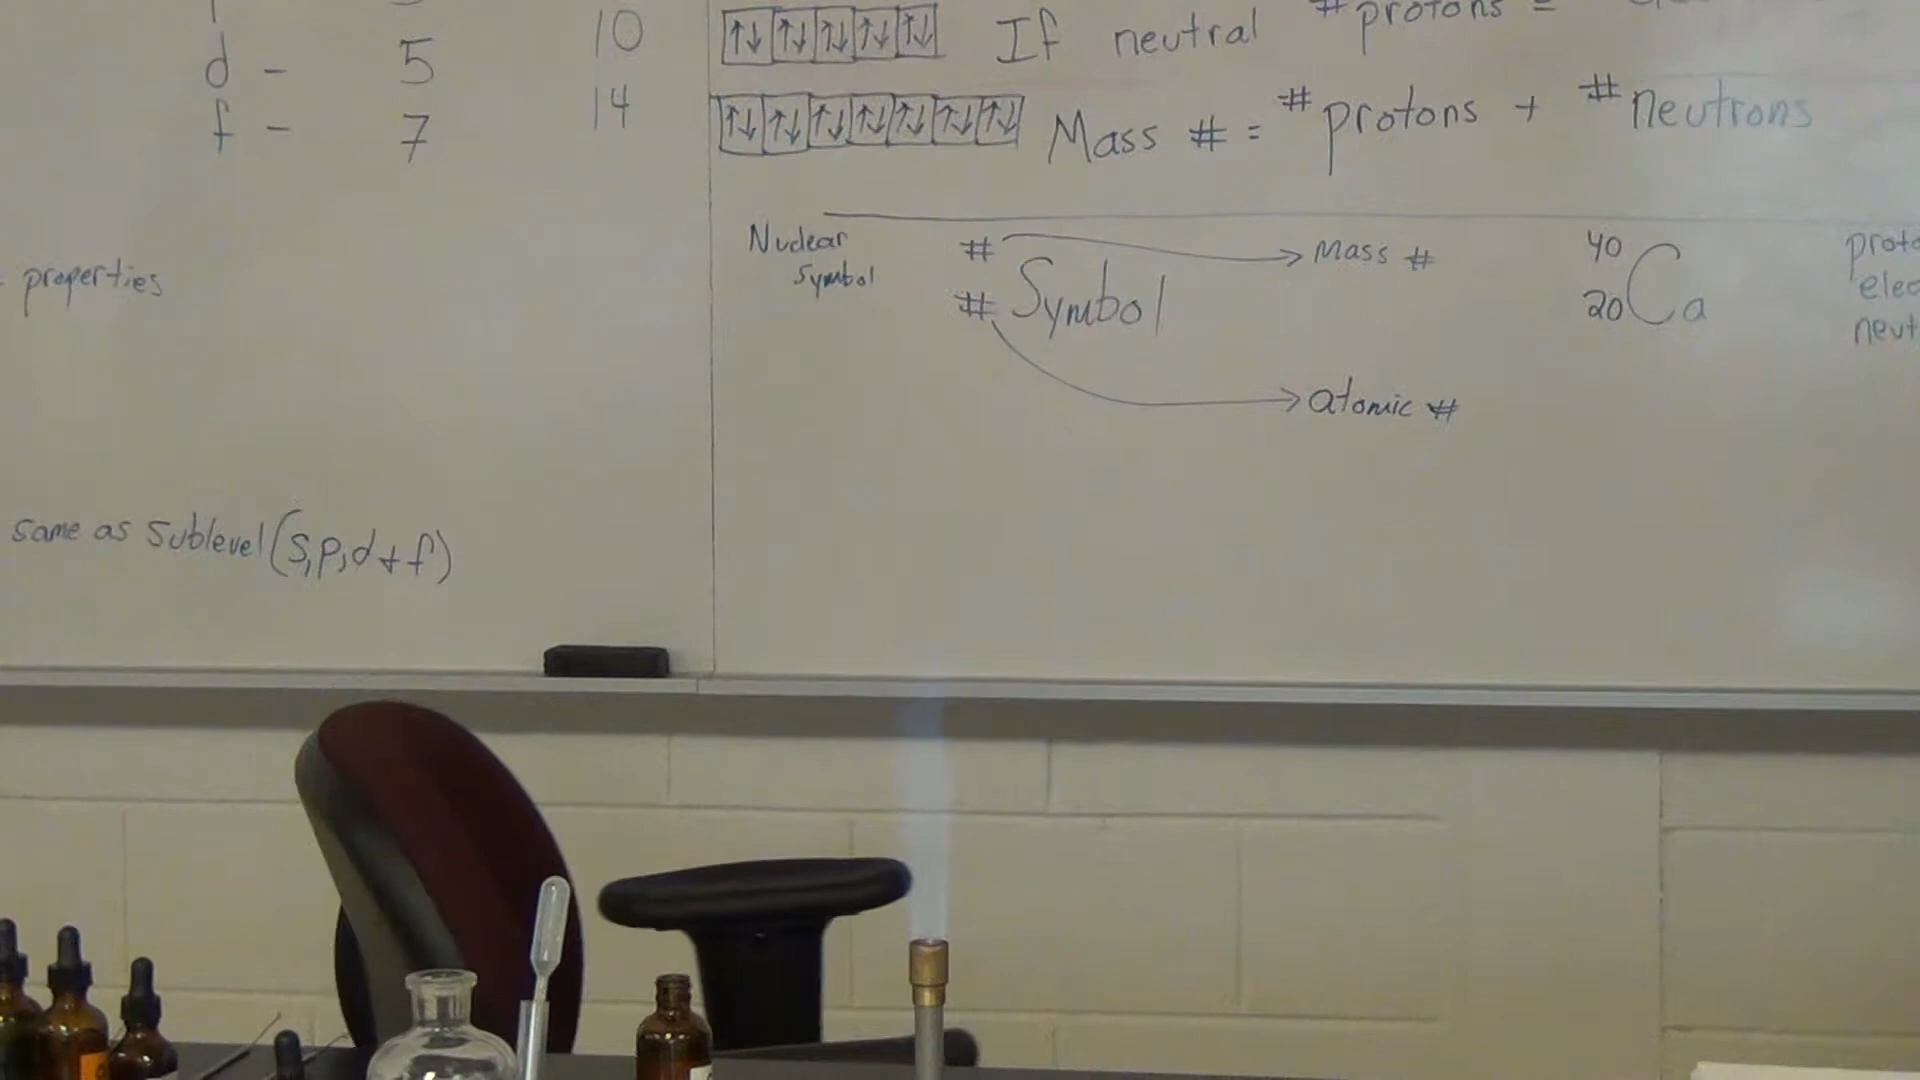 d - 5 10
f - 7 14
properties
same as sublevel (s, p, d + f)
If neutral # protons =
Mass # = # protons + # neutrons
Nuclear
Symbol
# Mass #
# Symbol
atomic #
40
20 Ca